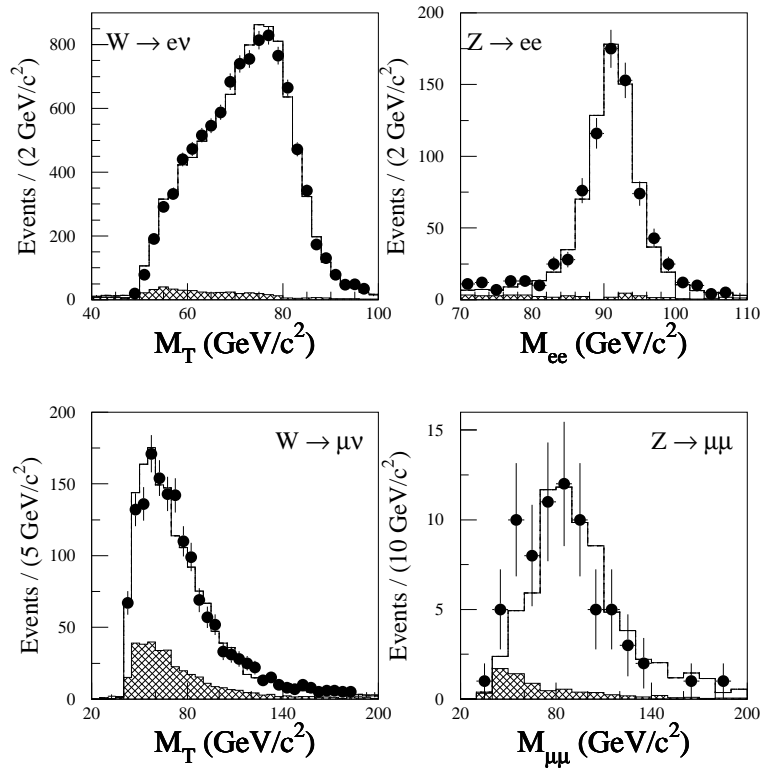 W → eν
Events / (2 GeV/c²)
800
600
400
200
0
40 60 80 100
M_T (GeV/c²)
Z → ee
Events / (2 GeV/c²)
200
150
100
50
0
70 80 90 100 110
M_ee (GeV/c²)
W → μν
Events / (5 GeV/c²)
200
150
100
50
0
20 80 140 200
M_T (GeV/c²)
Z → μμ
Events / (10 GeV/c²)
15
10
5
0
20 80 140 200
M_μμ (GeV/c²)